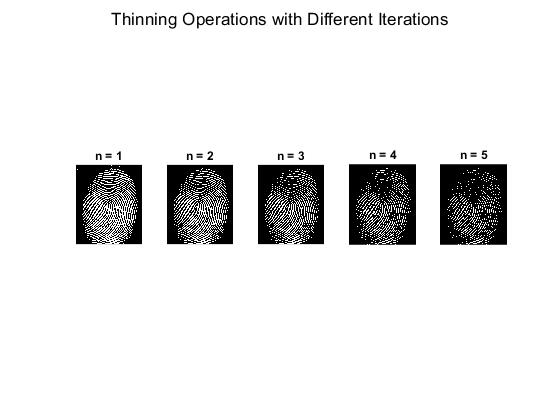 Thinning Operations with Different Iterations
n = 1
n = 2
n = 3
n = 4
n = 5